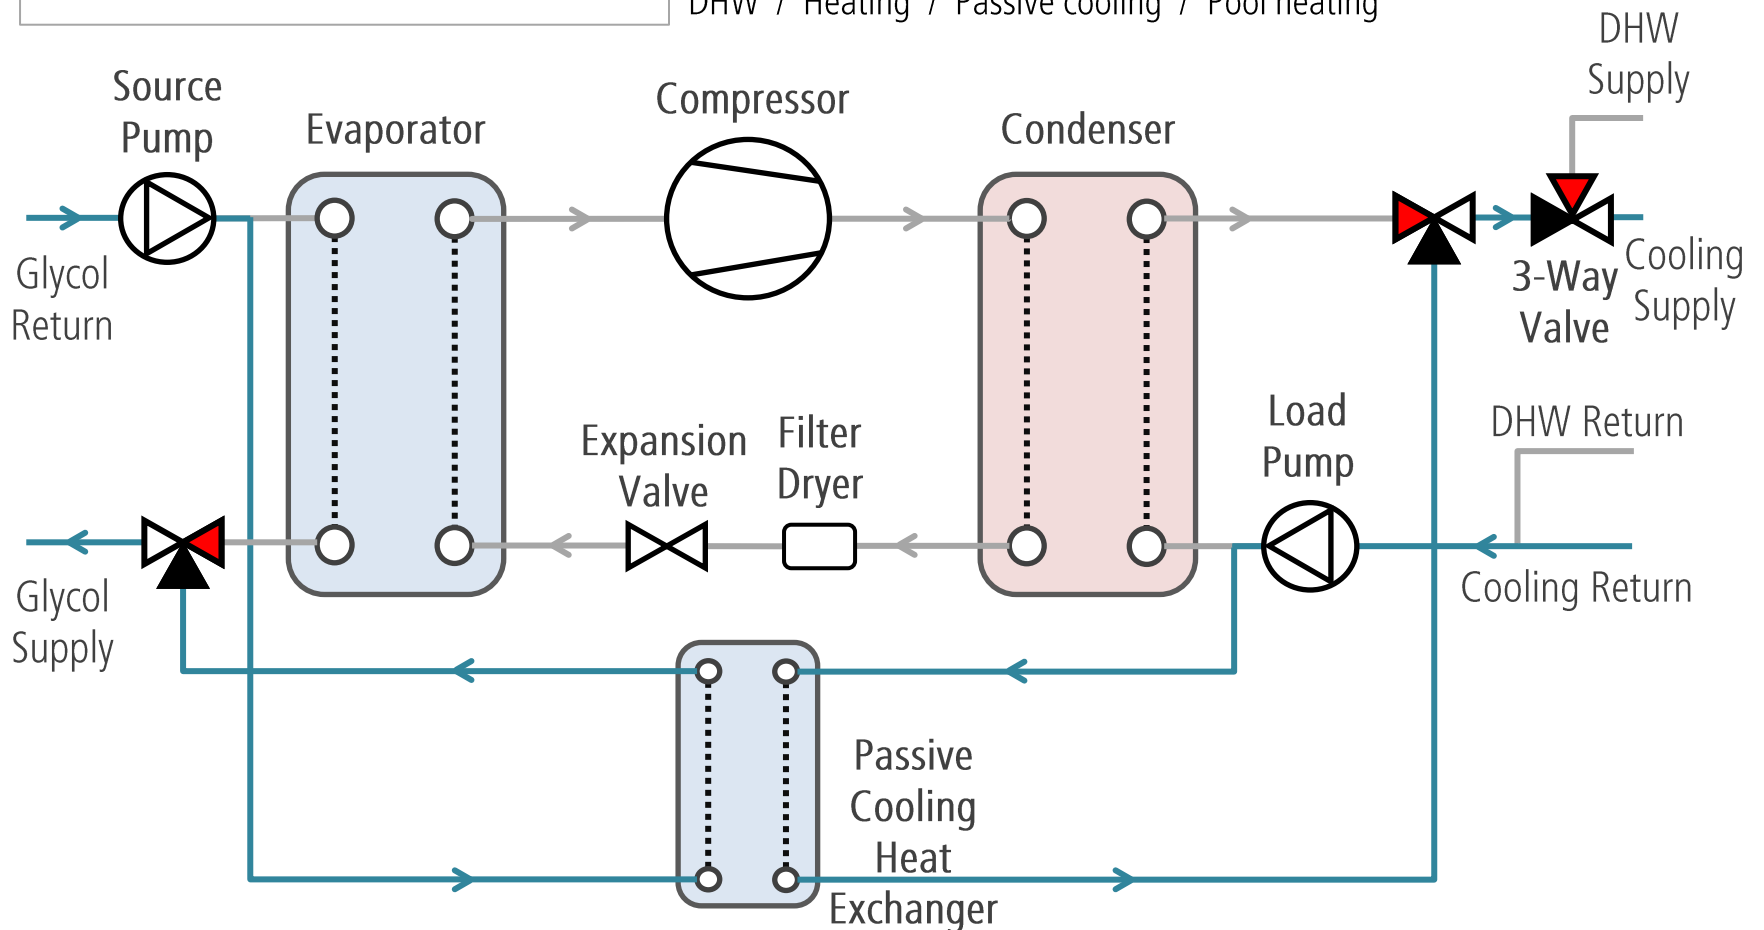 DHW / Heating / Passive cooling / Pool heating
DHW
Supply
Source
Pump
Evaporator
Compressor
Condenser
Glycol
Return
3-Way
Valve
Cooling
Supply
Expansion
Valve
Filter
Dryer
Load
Pump
DHW Return
Glycol
Supply
Cooling Return
Passive
Cooling
Heat
Exchanger